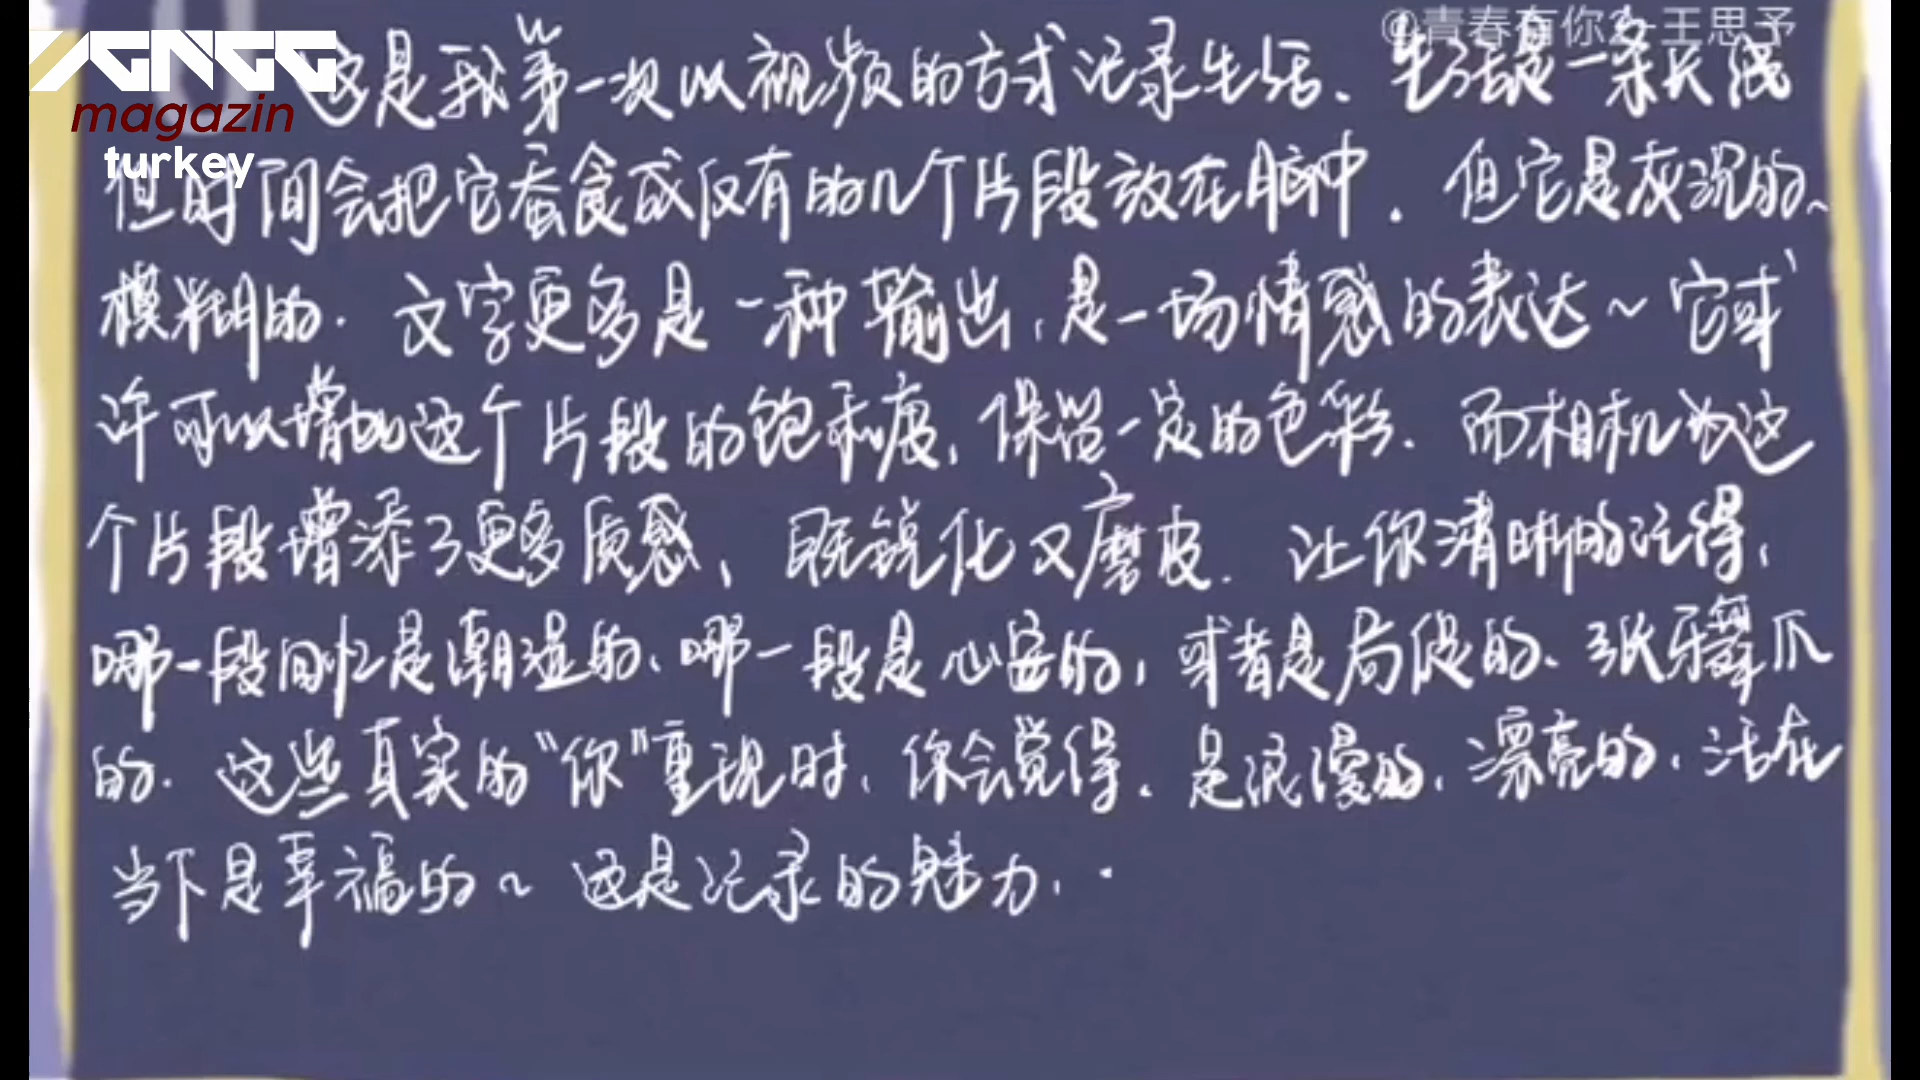 @青春有你2-王思予
YGNGG
magazin
turkey
这是我第一次以视频的方式记录生活、生活是一条长线
但时间会把它蚕食成仅有的几个片段放在脑中. 但它是灰沉的、
模糊的. 文字更多是一种输出,是一场情感的表达~它或
许可以增加这个片段的饱和度,保留一定的色彩. 而相机为这
个片段增添了更多质感,既锐化又磨皮. 让你清晰的记得,
哪一段回忆是潮湿的、哪一段是心安的,或者是局促的、张牙舞爪
的. 这些真实的“你”重现时,你会觉得. 是浪漫的,漂亮的,活在
当下是幸福的~ 这是记录的魅力..